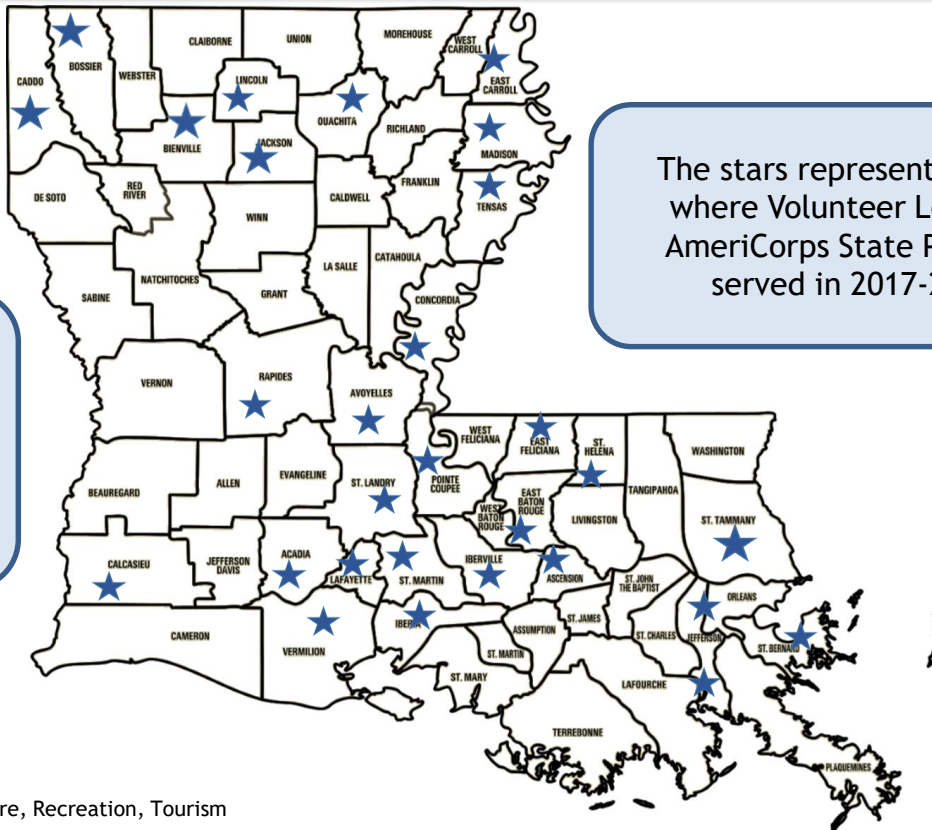 CLAIBORNE
UNION
MOREHOUSE
WEST
CARROLL
BOSSIER
WEBSTER
CADDO
LINCOLN
EAST
CARROLL
OUACHITA
RICHLAND
JACKSON
BIENVILLE
MADISON
The stars represent
where Volunteer L
AmeriCorps State
served in 2017-
DE SOTO
RED
RIVER
CALDWELL
FRANKLIN
TENSAS
WINN
LA SALLE
CATAHOULA
NATCHITOCHES
SABINE
GRANT
CONCORDIA
VERNON
RAPIDES
AVOYELLES
WEST
FELICIANA
EAST
FELICIANA
ST.
HELENA
WASHINGTON
BEAUREGARD
ALLEN
EVANGELINE
ST. LANDRY
POINTE
COUPEE
EAST
BATON
ROUGE
WEST
BATON
ROUGE
TANGIPAHOA
LIVINGSTON
ST. TAMMANY
CALCASIEU
JEFFERSON
DAVIS
ACADIA
LAFAYETTE
ST. MARTIN
IBERVILLE
ASCENSION
ST. JOHN
THE BAPTIST
ORLEANS
CAMERON
VERMILION
IBERIA
ASSUMPTION
ST. JAMES
ST. CHARLES
JEFFERSON
ST. BERNARD
ST. MARTIN
ST. MARY
LAFOURCHE
TERREBONNE
PLAQUEMINES
re, Recreation, Tourism